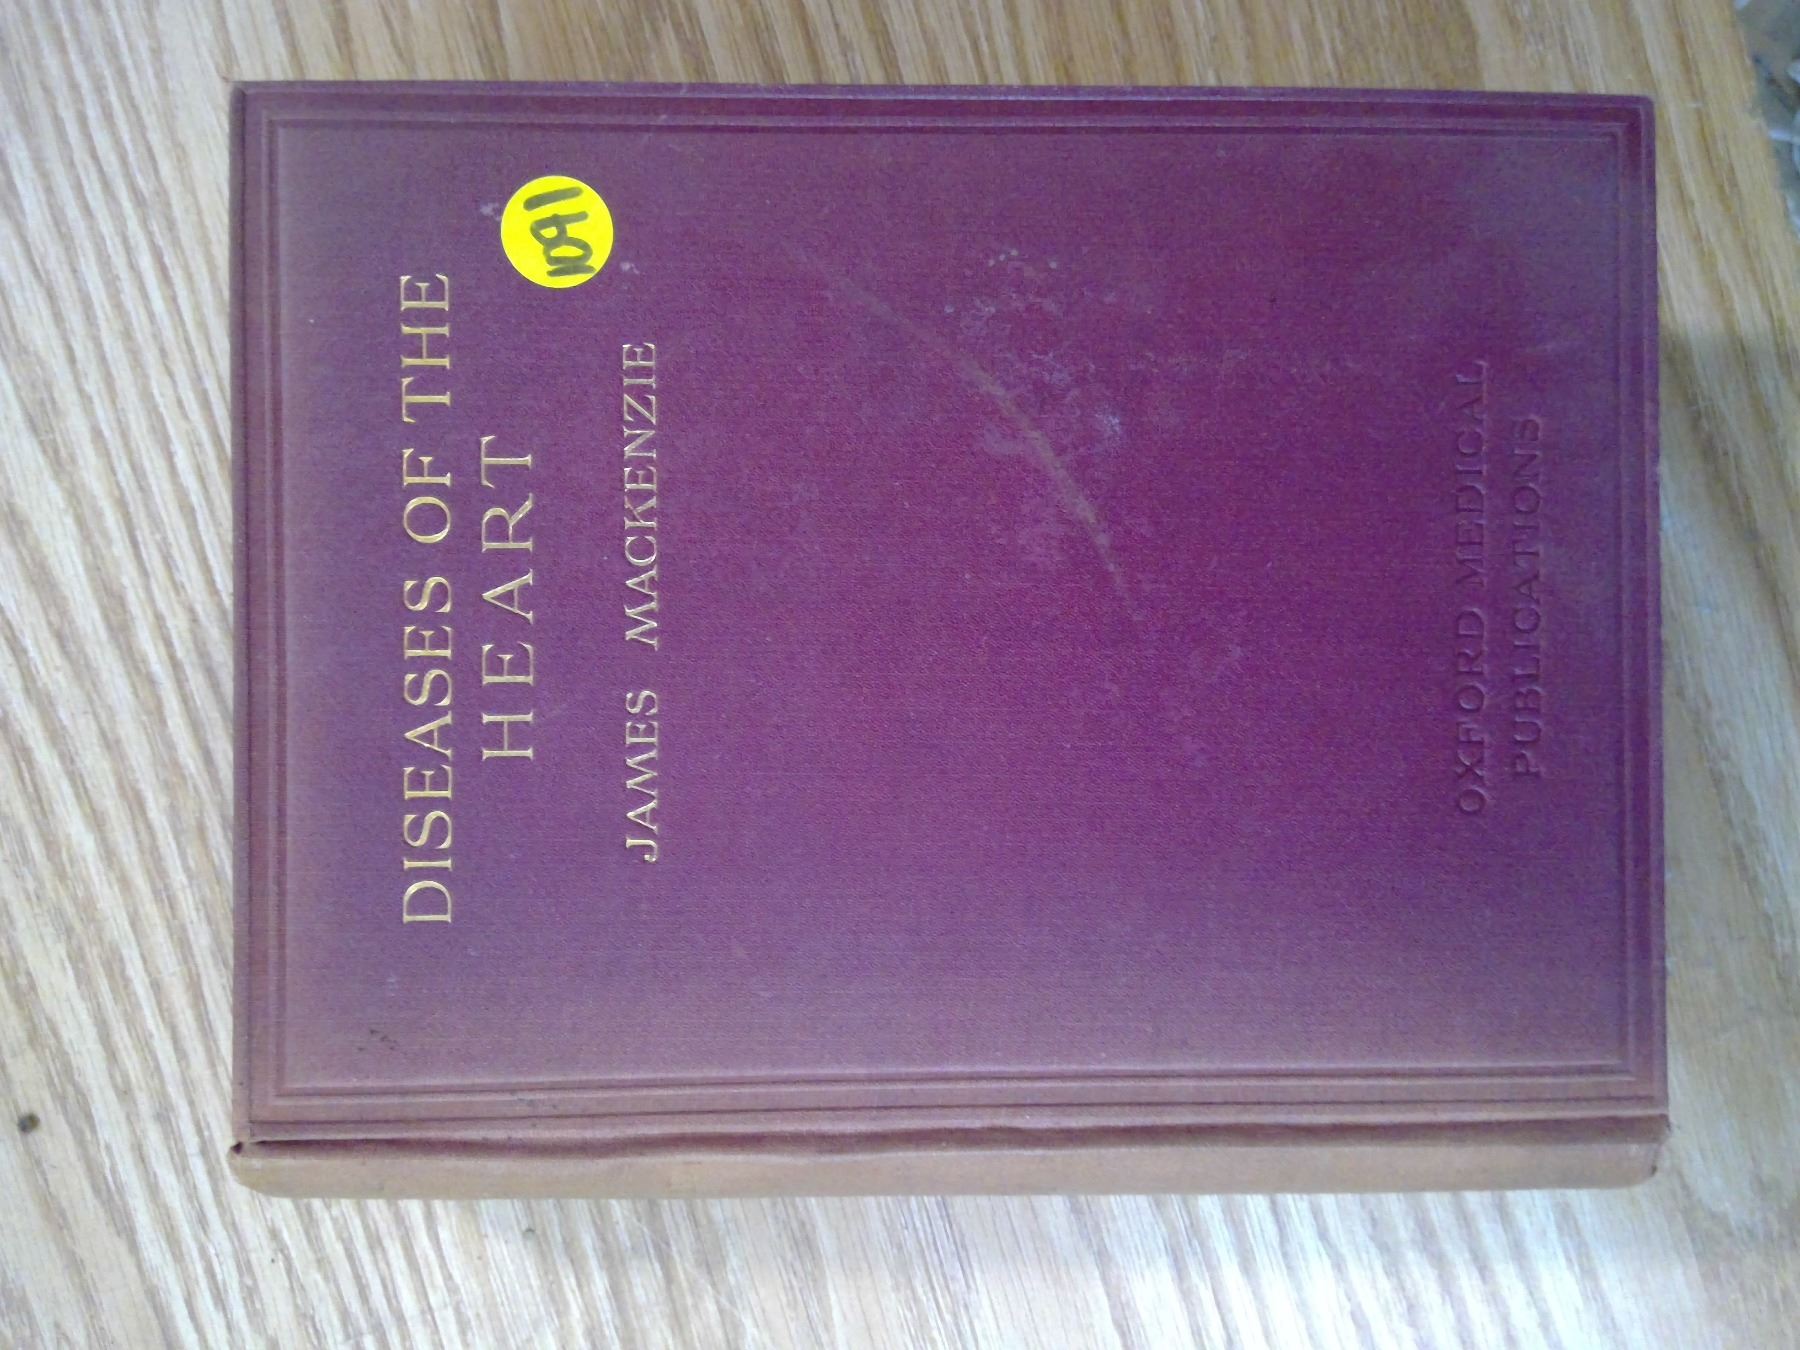 DISEASES OF THE
HEART
1091
JAMES MACKENZIE
OXFORD MEDICAL
PUBLICATIONS